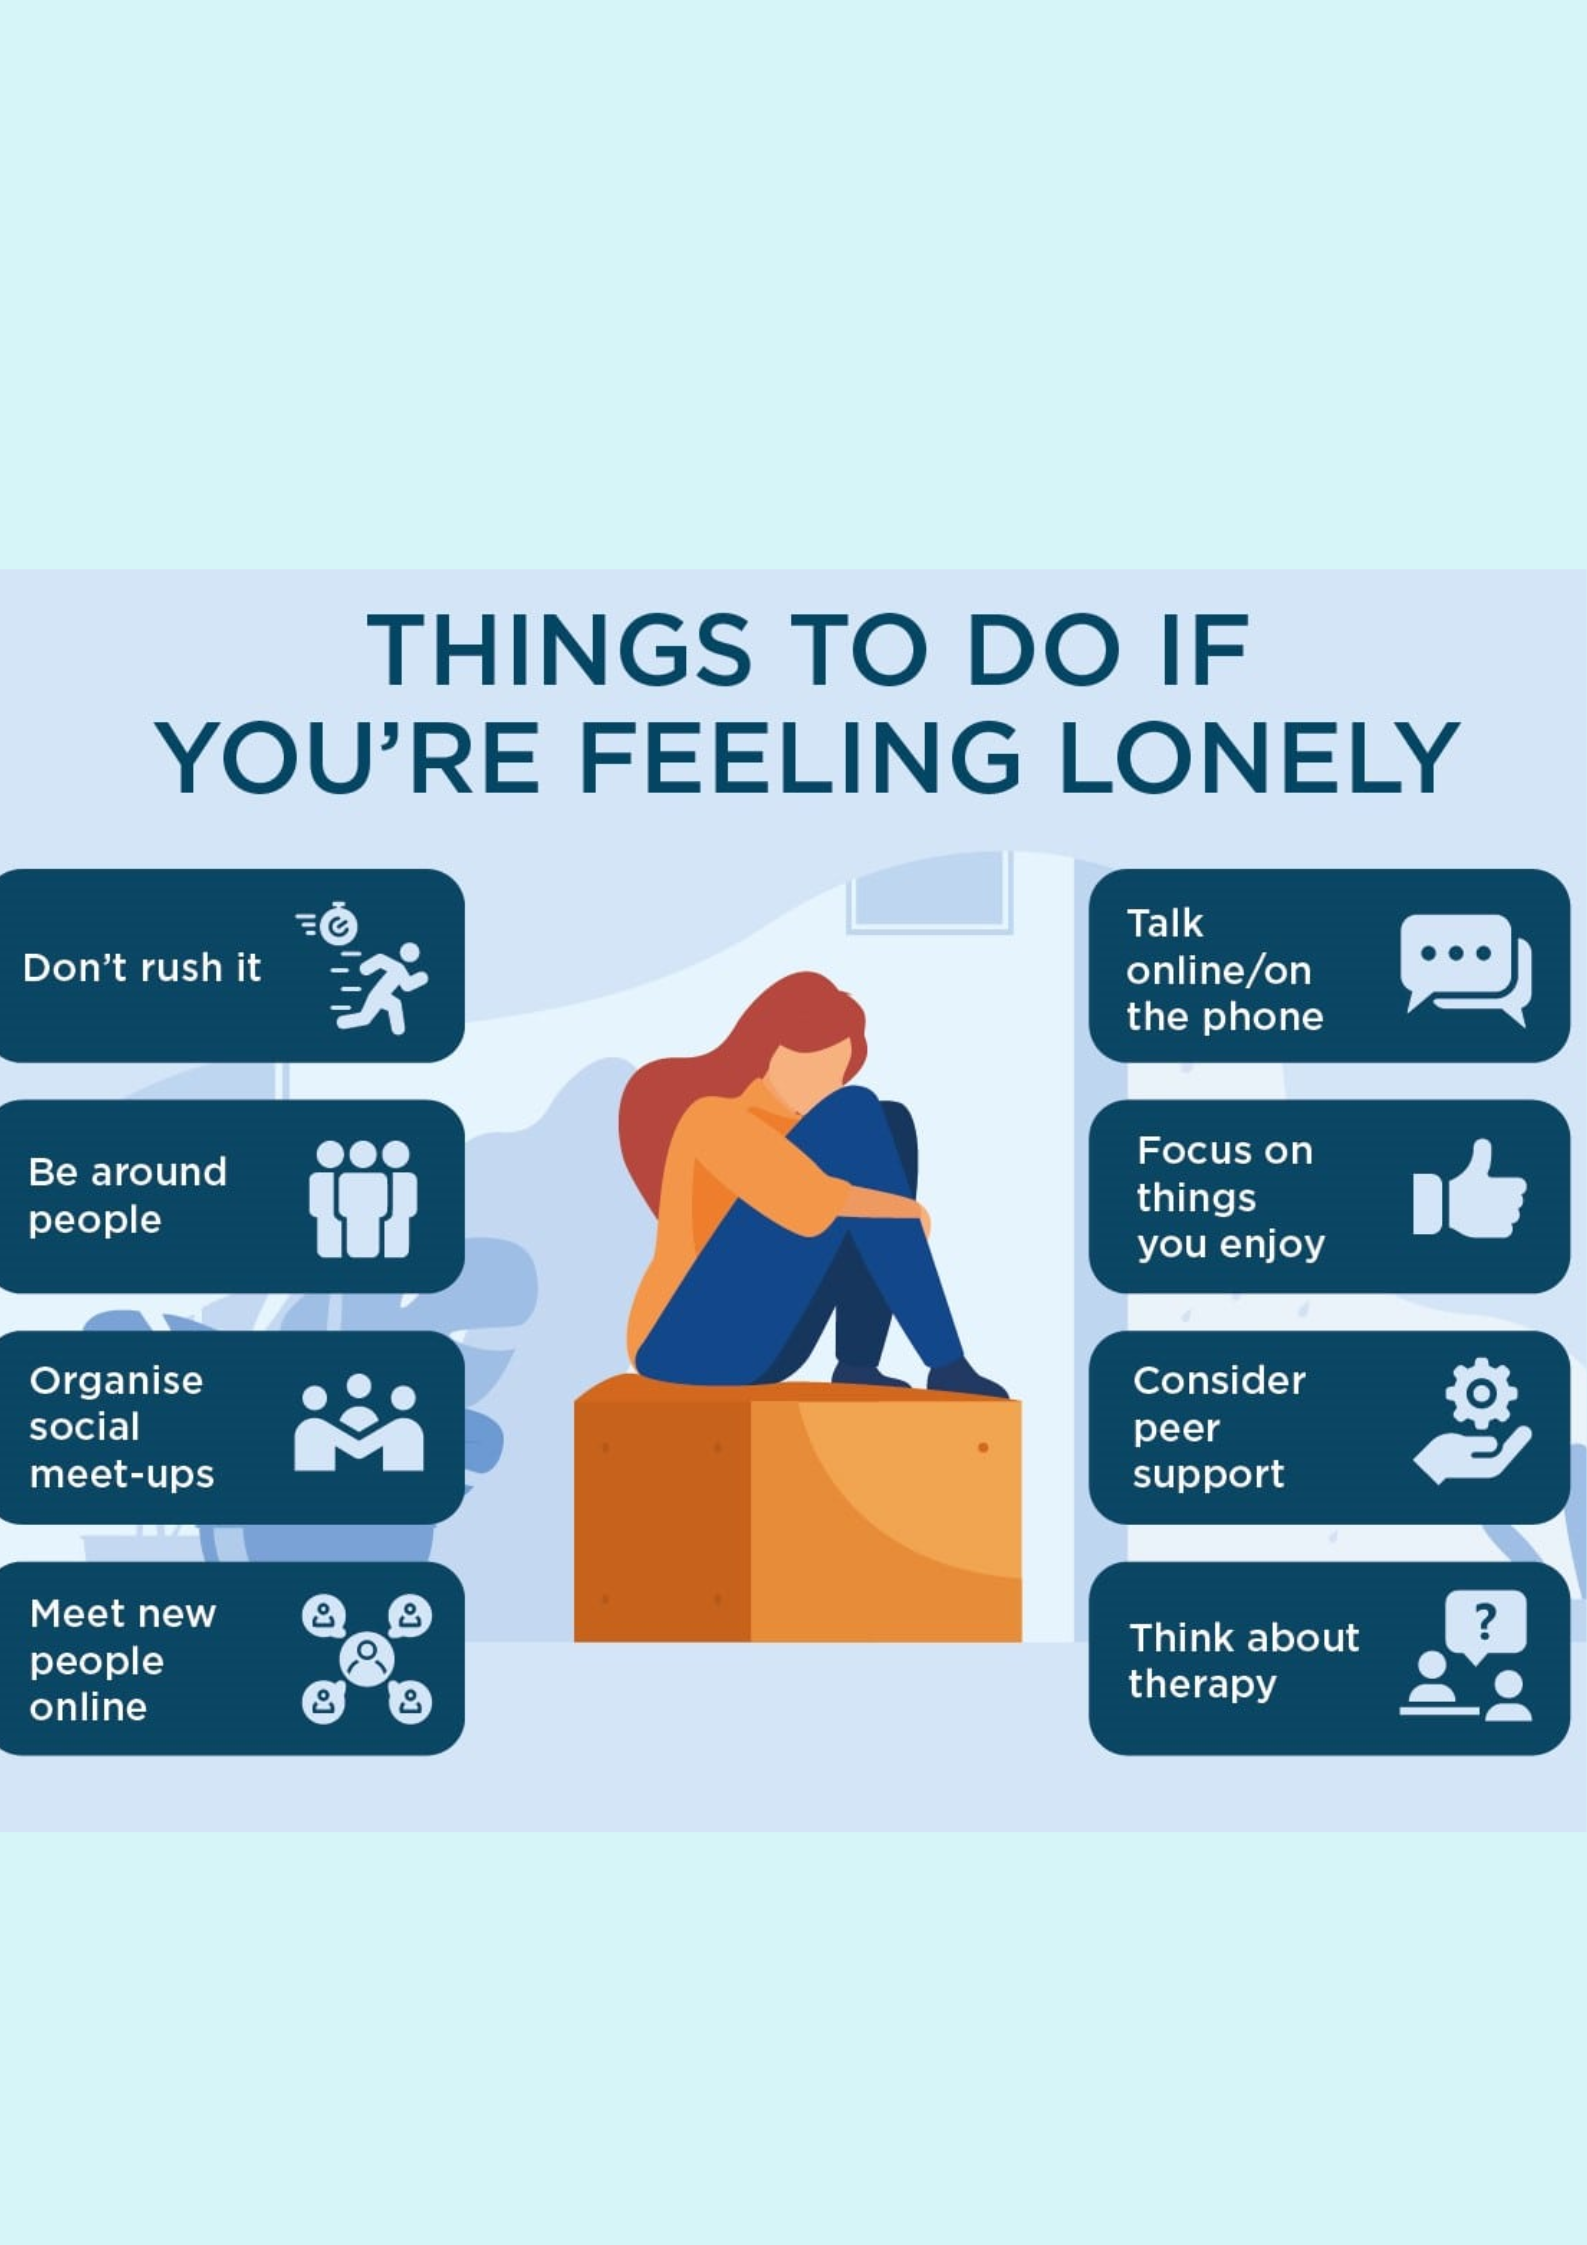 THINGS TO DO IF
YOU'RE FEELING LONELY
Don't rush it
Be around
people
Organise
social
meet-ups
Meet new
people
online
Talk
online/on
the phone
Focus on
things
you enjoy
Consider
peer
support
?
Think about
therapy